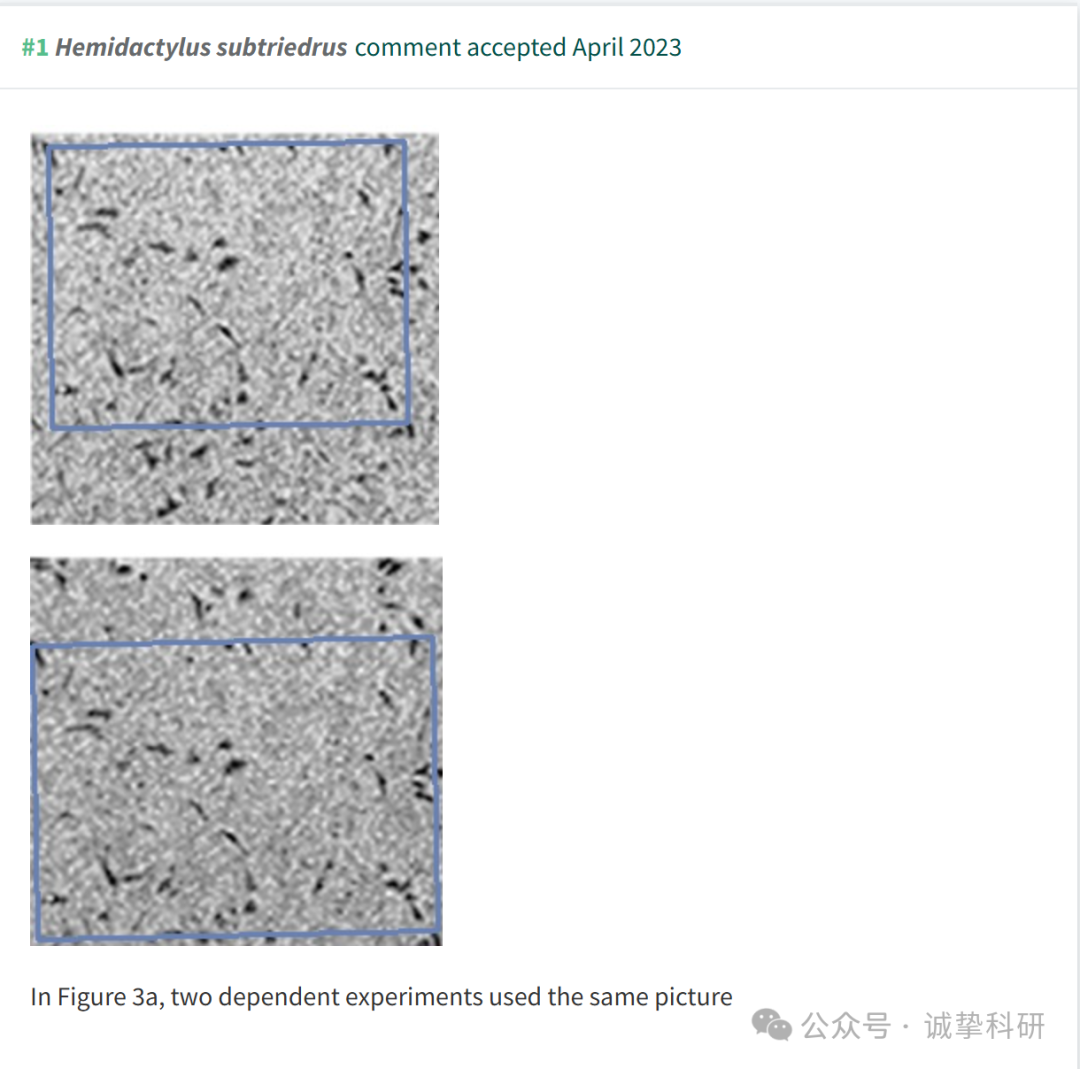 #1 Hemidactylus subtriedrus comment accepted April 2023
In Figure 3a, two dependent experiments used the same picture
公众号 · 诚挚科研